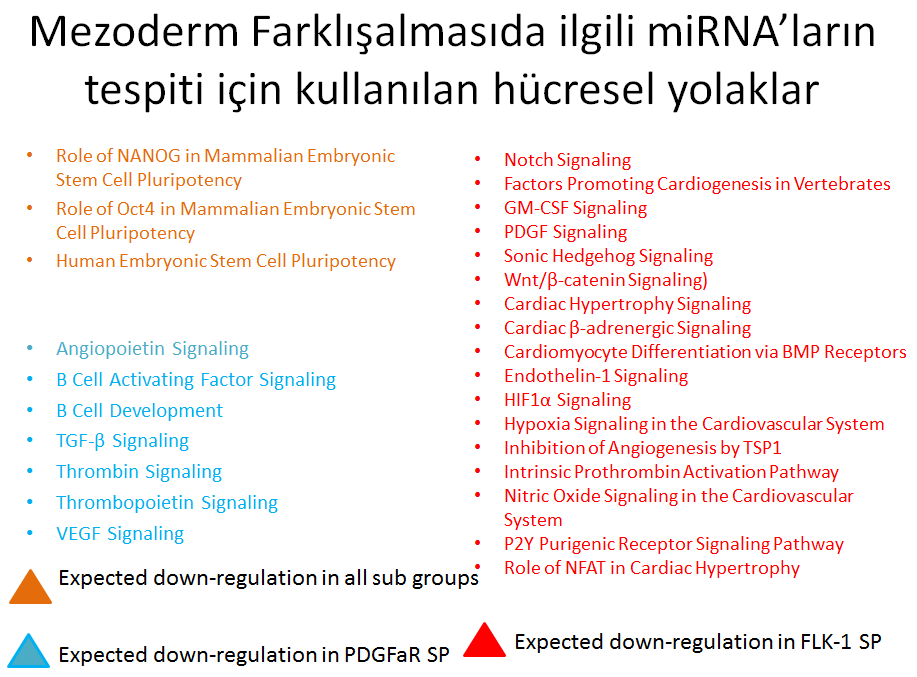 Mezoderm Farklışalmasıda ilgili miRNA’ların
tespiti için kullanılan hücresel yolaklar
• Role of NANOG in Mammalian Embryonic
Stem Cell Pluripotency
• Role of Oct4 in Mammalian Embryonic Stem
Cell Pluripotency
• Human Embryonic Stem Cell Pluripotency
• Angiopoietin Signaling
• B Cell Activating Factor Signaling
• B Cell Development
• TGF-β Signaling
• Thrombin Signaling
• Thrombopoietin Signaling
• VEGF Signaling
• Notch Signaling
• Factors Promoting Cardiogenesis in Vertebrates
• GM-CSF Signaling
• PDGF Signaling
• Sonic Hedgehog Signaling
• Wnt/β-catenin Signaling)
• Cardiac Hypertrophy Signaling
• Cardiac β-adrenergic Signaling
• Cardiomyocyte Differentiation via BMP Receptors
• Endothelin-1 Signaling
• HIF1α Signaling
• Hypoxia Signaling in the Cardiovascular System
• Inhibition of Angiogenesis by TSP1
• Intrinsic Prothrombin Activation Pathway
• Nitric Oxide Signaling in the Cardiovascular
System
• P2Y Purigenic Receptor Signaling Pathway
• Role of NFAT in Cardiac Hypertrophy
Expected down-regulation in all sub groups
Expected down-regulation in PDGFaR SP
Expected down-regulation in FLK-1 SP